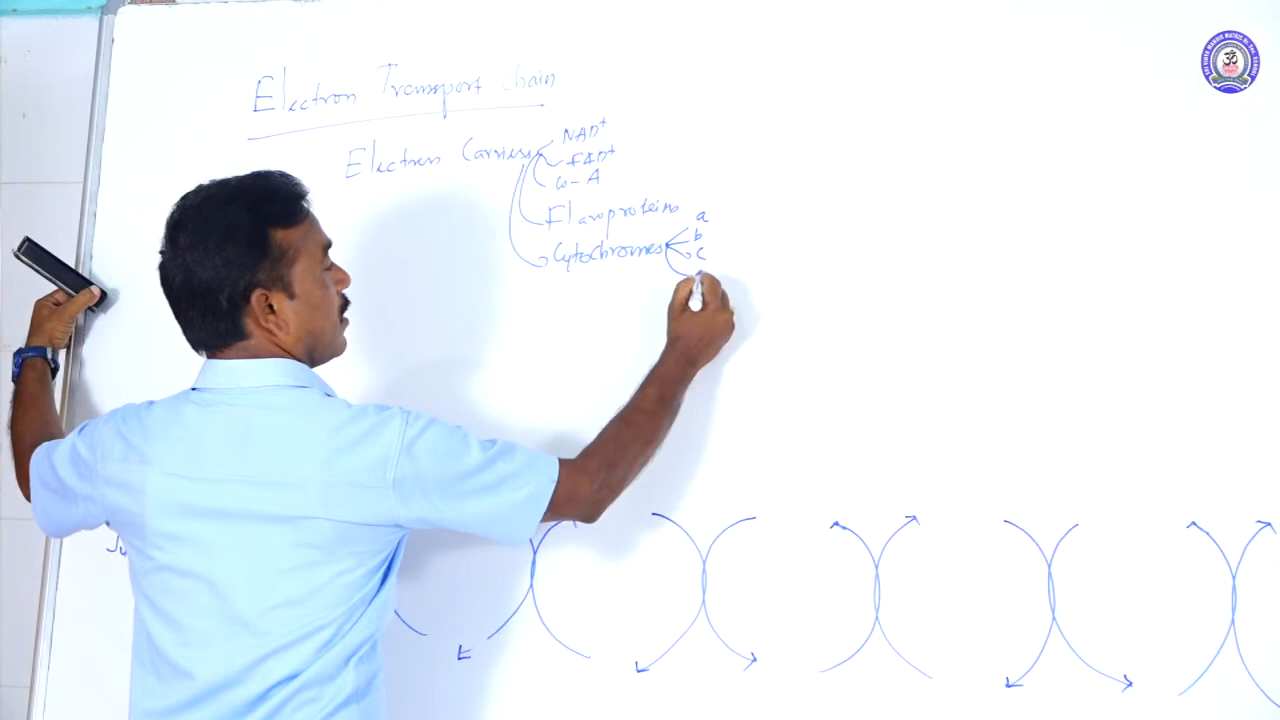 Electron Transport Chain
Electron Carriers
NAD+
FAD+
Co-A
Flavoproteins
Cytochromes
a
b
c